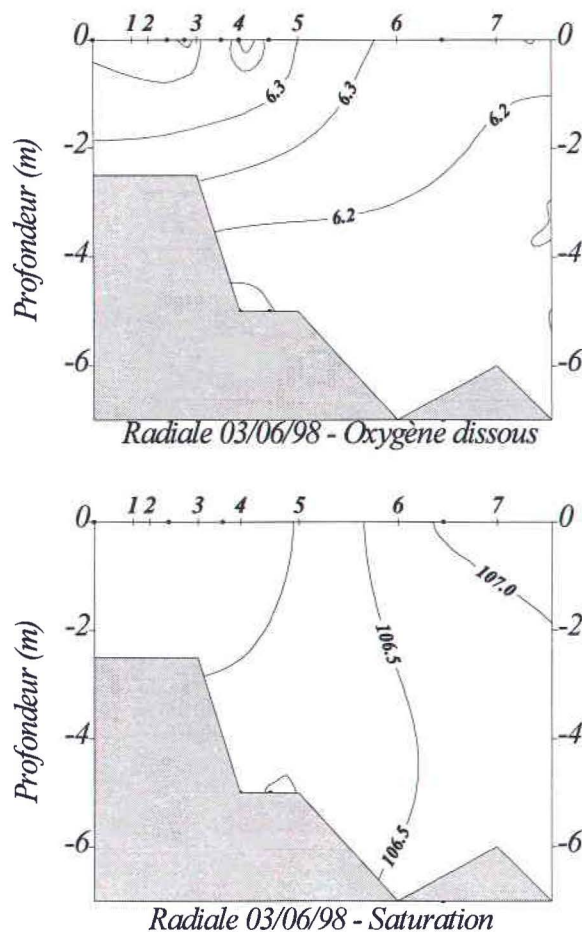 1 2 3 4 5 6 7
0 0
6.3 6.3
6.2
-2 -2
6.2
-4 -4
-6 -6
Profondeur (m)
Radiale 03/06/98 - Oxygène dissous
1 2 3 4 5 6 7
0 0
107.0
-2 -2
106.5
-4 -4
-6 -6
106.5
Profondeur (m)
Radiale 03/06/98 - Saturation